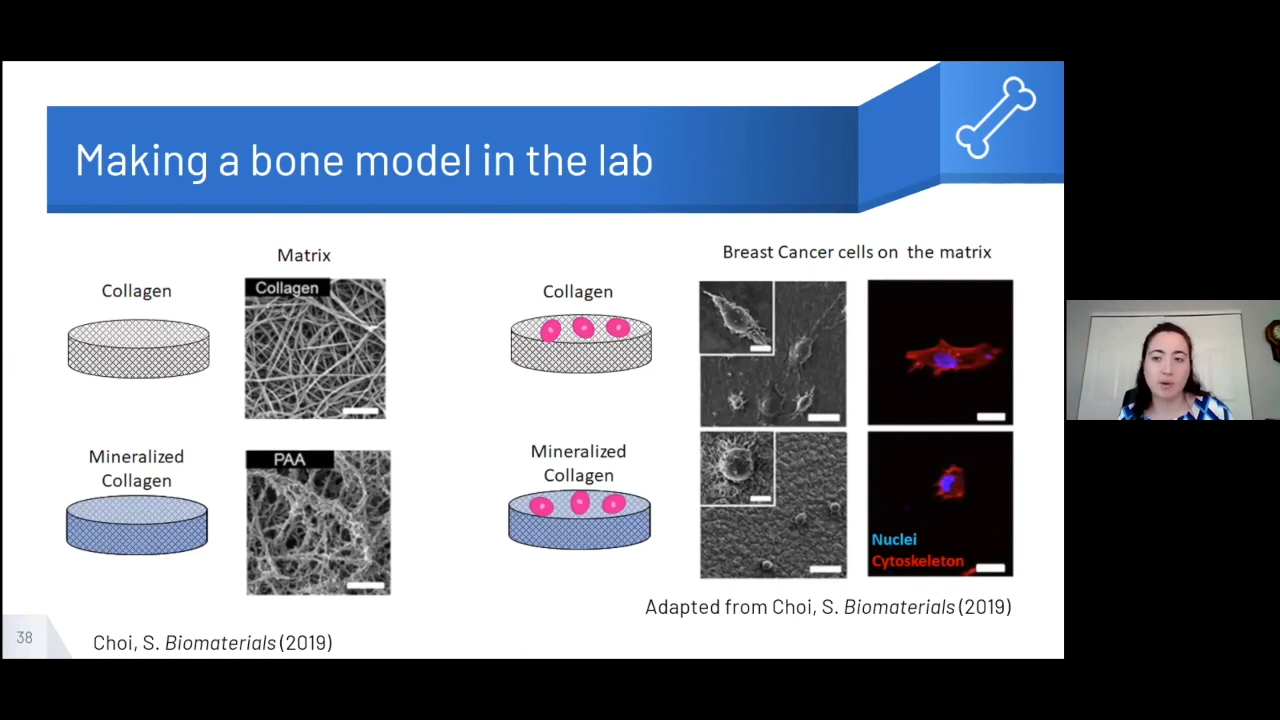 Making a bone model in the lab
Matrix
Collagen
Collagen
Mineralized
Collagen
PAA
Breast Cancer cells on the matrix
Collagen
Mineralized
Collagen
Nuclei
Cytoskeleton
Adapted from Choi, S. Biomaterials (2019)
38
Choi, S. Biomaterials (2019)